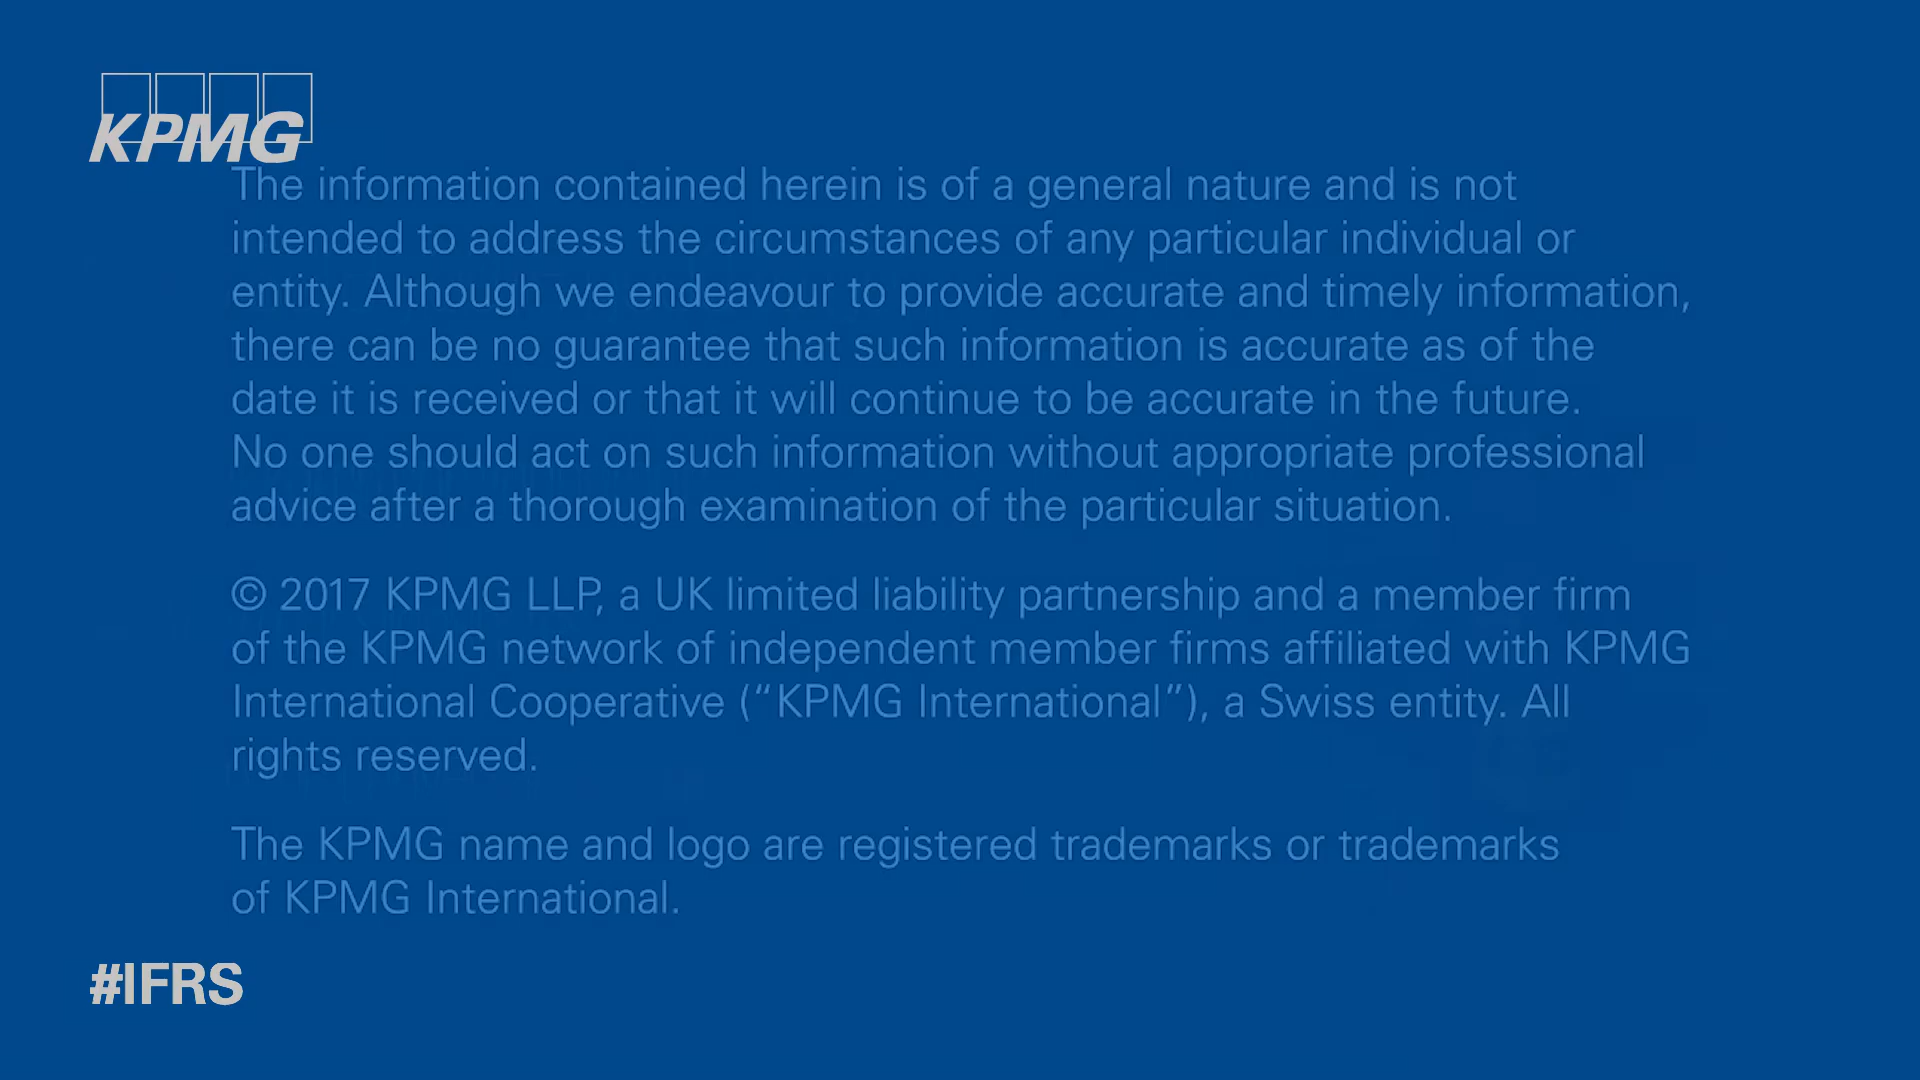 KPMG
The information contained herein is of a general nature and is not
intended to address the circumstances of any particular individual or
entity. Although we endeavour to provide accurate and timely information,
there can be no guarantee that such information is accurate as of the
date it is received or that it will continue to be accurate in the future.
No one should act on such information without appropriate professional
advice after a thorough examination of the particular situation.
© 2017 KPMG LLP, a UK limited liability partnership and a member firm
of the KPMG network of independent member firms affiliated with KPMG
International Cooperative (“KPMG International”), a Swiss entity. All
rights reserved.
The KPMG name and logo are registered trademarks or trademarks
of KPMG International.
#IFRS